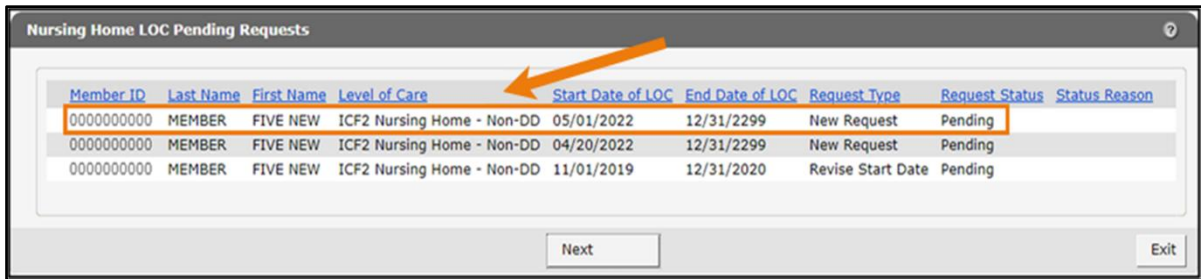 Nursing Home LOC Pending Requests
Member ID Last Name First Name Level of Care Start Date of LOC End Date of LOC Request Type Request Status Status Reason
0000000000 MEMBER FIVE NEW ICF2 Nursing Home - Non-DD 05/01/2022 12/31/2299 New Request Pending
0000000000 MEMBER FIVE NEW ICF2 Nursing Home - Non-DD 04/20/2022 12/31/2299 New Request Pending
0000000000 MEMBER FIVE NEW ICF2 Nursing Home - Non-DD 11/01/2019 12/31/2020 Revise Start Date Pending
Next Exit